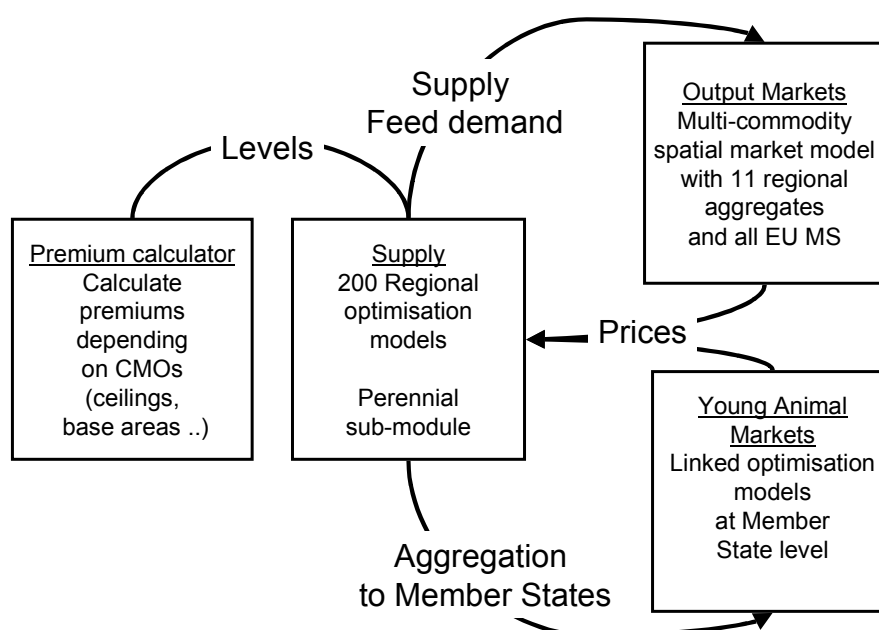 Supply
Feed demand
Levels
Output Markets
Multi-commodity
spatial market model
with 11 regional
aggregates
and all EU MS
Premium calculator
Calculate
premiums
depending
on CMOs
(ceilings,
base areas ..)
Supply
200 Regional
optimisation
models
Perennial
sub-module
Prices
Young Animal
Markets
Linked optimisation
models
at Member
State level
Aggregation
to Member States